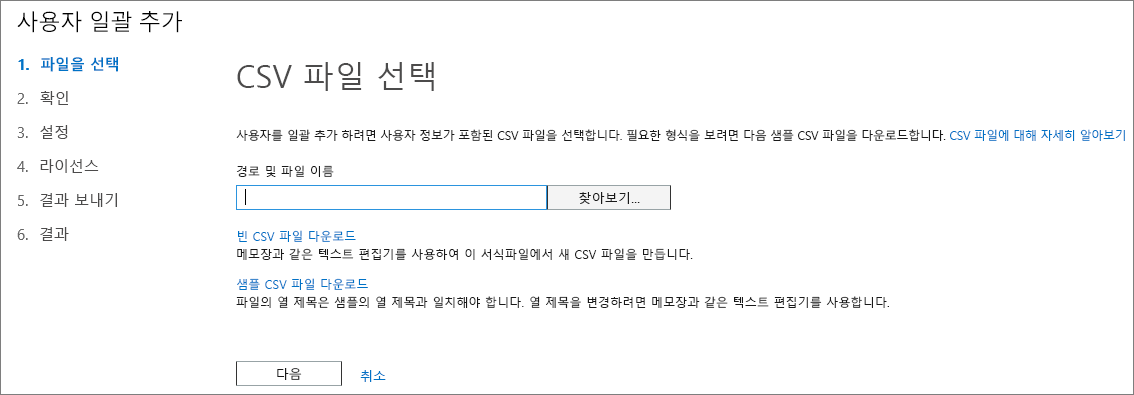 사용자 일괄 추가
1. 파일을 선택
2. 확인
3. 설정
4. 라이선스
5. 결과 보내기
6. 결과
CSV 파일 선택
사용자를 일괄 추가 하려면 사용자 정보가 포함된 CSV 파일을 선택합니다. 필요한 형식을 보려면 다음 샘플 CSV 파일을 다운로드합니다. CSV 파일에 대해 자세히 알아보기
경로 및 파일 이름
찾아보기...
빈 CSV 파일 다운로드
메모장과 같은 텍스트 편집기를 사용하여 이 서식파일에서 새 CSV 파일을 만듭니다.
샘플 CSV 파일 다운로드
파일의 열 제목은 샘플의 열 제목과 일치해야 합니다. 열 제목을 변경하려면 메모장과 같은 텍스트 편집기를 사용합니다.
다음 취소